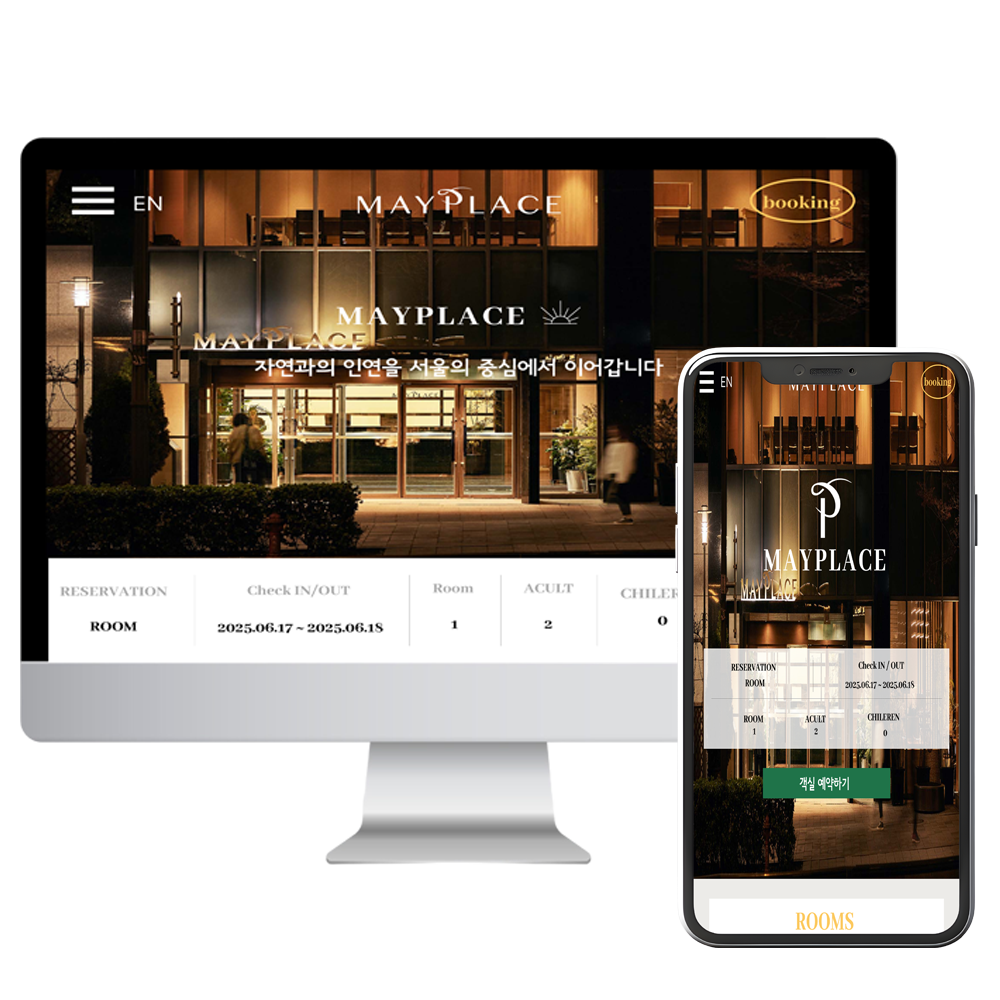 EN
MAYPLACE
booking
MAYPLACE
MAYPLACE
자연과의 인연을 서울의 중심에서 이어갑니다
MAYPLACE
RESERVATION
Check IN/OUT
Room
ACULT
CHILER
ROOM
2025.06.17 ~ 2025.06.18
1
2
0
EN
MAYPLACE
booking
MAYPLACE
MAYPLACE
RESERVATION
Check IN / OUT
ROOM
2025.06.17 ~ 2025.06.18
ROOM
ACULT
CHILEREN
1
2
0
객실 예약하기
ROOMS